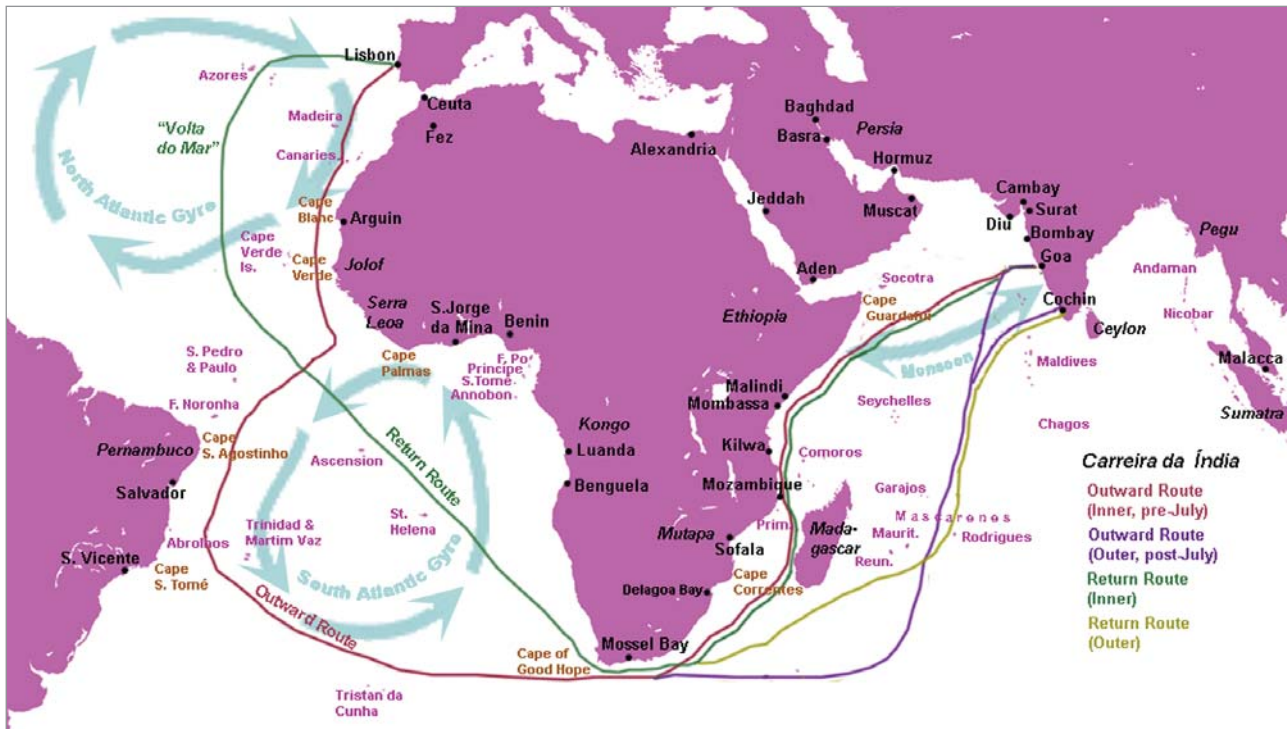 Lisbon
Azores
Ceuta
Madeira
Fez
"Volta
do Mar"
Canaries
North Atlantic Gyre
Cape
Blanc
Arguin
Cape
Verde
Is.
Cape
Verde
Jolof
Serra
Leoa
S.Jorge
da Mina
Benin
Cape
Palmas
F. Po
Principe
S.Tomé
Annobon
S. Pedro
& Paulo
F. Noronha
Pernambuco
Cape
S. Agostinho
Salvador
Ascension
Return Route
Kongo
Luanda
Benguela
Abrolaos
Trinidad &
Martim Vaz
St.
Helena
S. Vicente
Cape
S. Tomé
South Atlantic Gyre
Outward Route
Cape of
Good Hope
Mossel Bay
Tristan da
Cunha
Alexandria
Baghdad
Basra
Persia
Hormuz
Jeddah
Muscat
Cambay
Surat
Diu
Bombay
Pegu
Goa
Aden
Socotra
Andaman
Cape
Guardafui
Cochin
Ethiopia
Ceylon
Nicobar
Monsoon
Maldives
Malacca
Malindi
Mombassa
Seychelles
Sumatra
Chagos
Kilwa
Comoros
Mozambique
Garajos
Prim.
Mascarenes
Mutapa
Mada-
gascar
Maurit.
Rodrigues
Sofala
Reun.
Delagoa Bay
Cape
Correntes
Carreira da Índia
Outward Route
(Inner, pre-July)
Outward Route
(Outer, post-July)
Return Route
(Inner)
Return Route
(Outer)